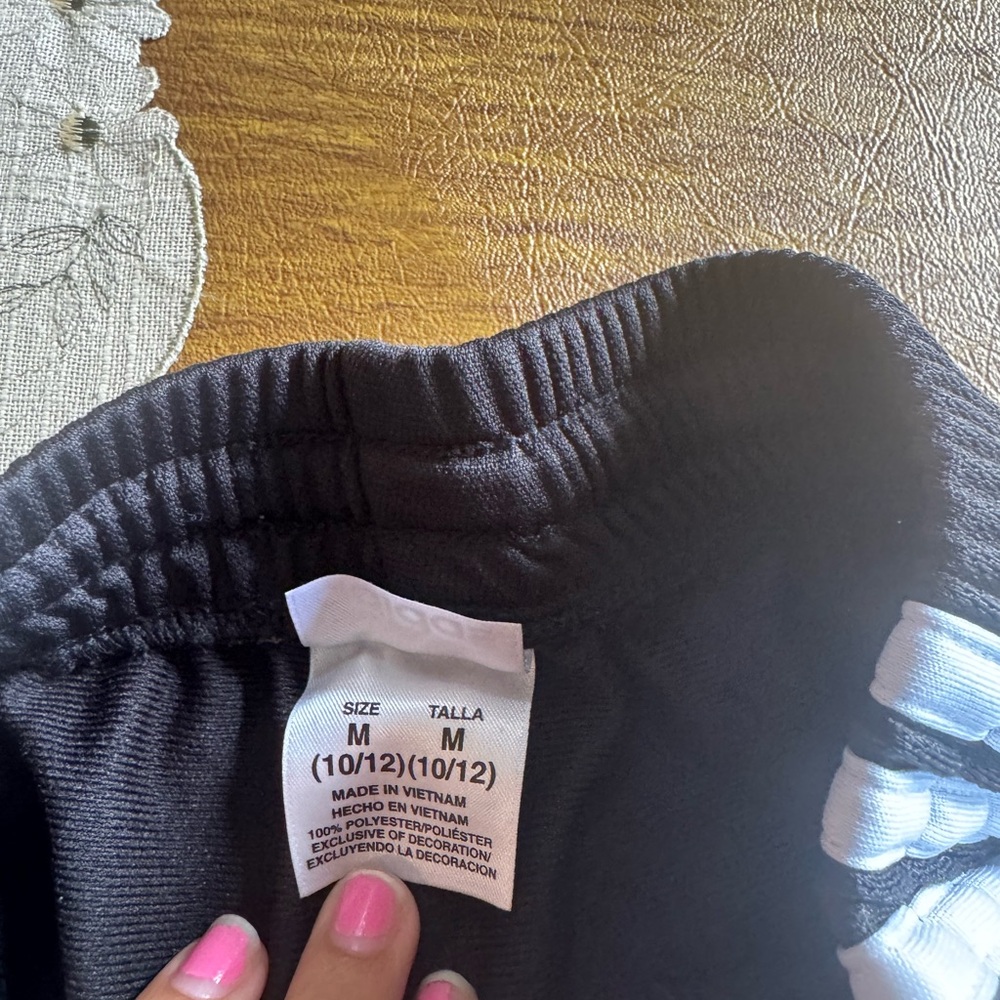 SIZE TALLA
M M
(10/12) (10/12)
MADE IN VIETNAM
HECHO EN VIETNAM
100% POLYESTER/POLIÉSTER
EXCLUSIVE OF DECORATION/
EXCLUYENDO LA DECORACION